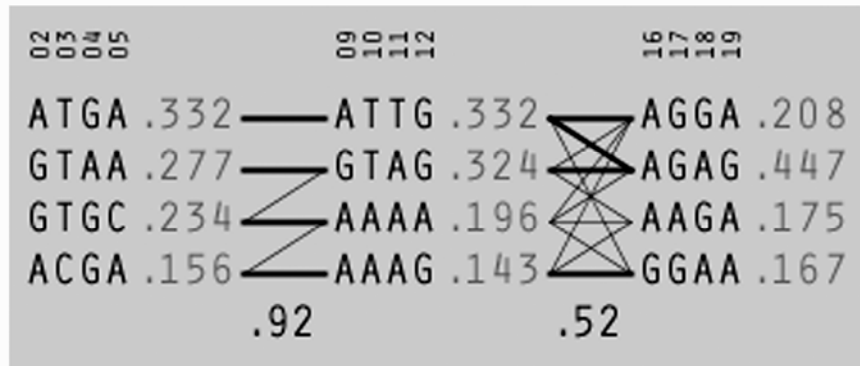 02 03 04 05 09 10 11 12 16 17 18 19
ATGA .332 ATTG .332 AGGA .208
GTAA .277 GTAG .324 AGAG .447
GTGC .234 AAAA .196 AAGA .175
ACGA .156 AAAG .143 GGAA .167
.92 .52